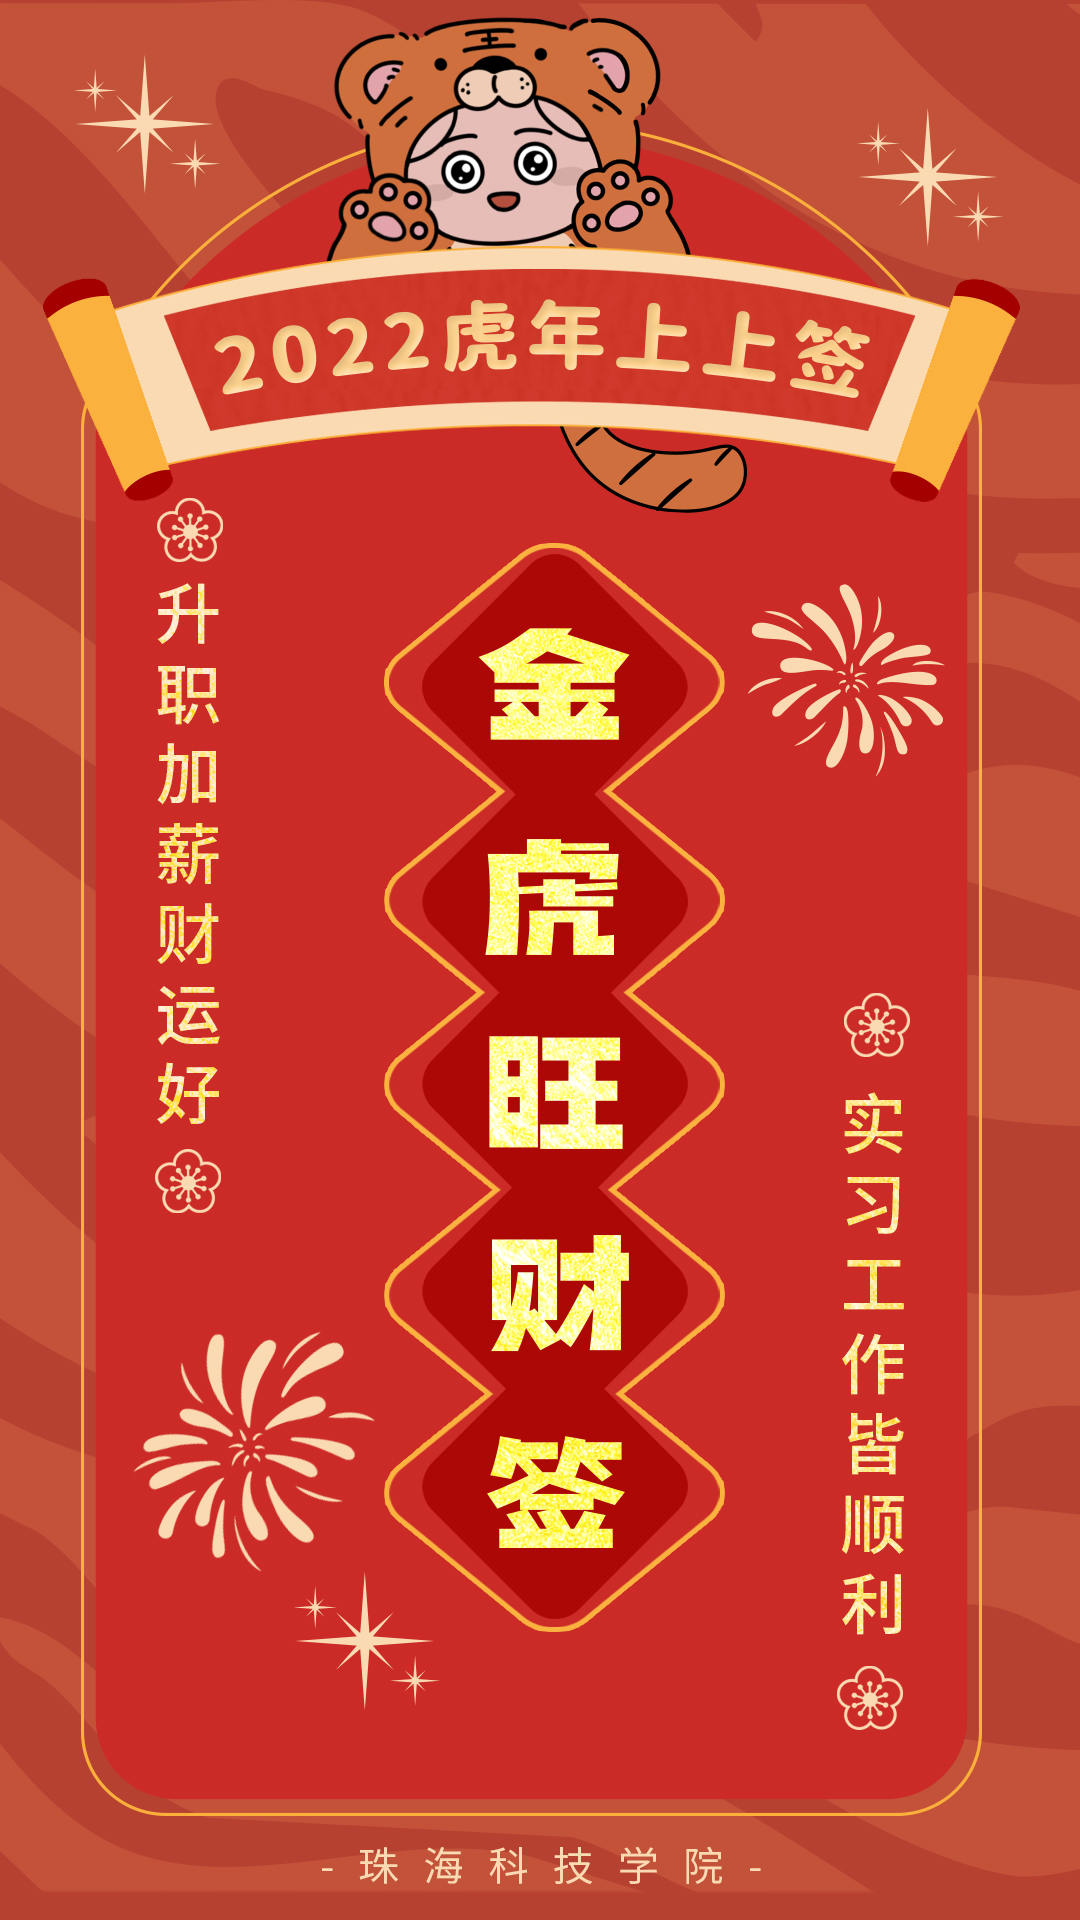 2022虎年上上签
升职加薪财运好
金虎旺财签
实习工作皆顺利
- 珠海科技学院 -